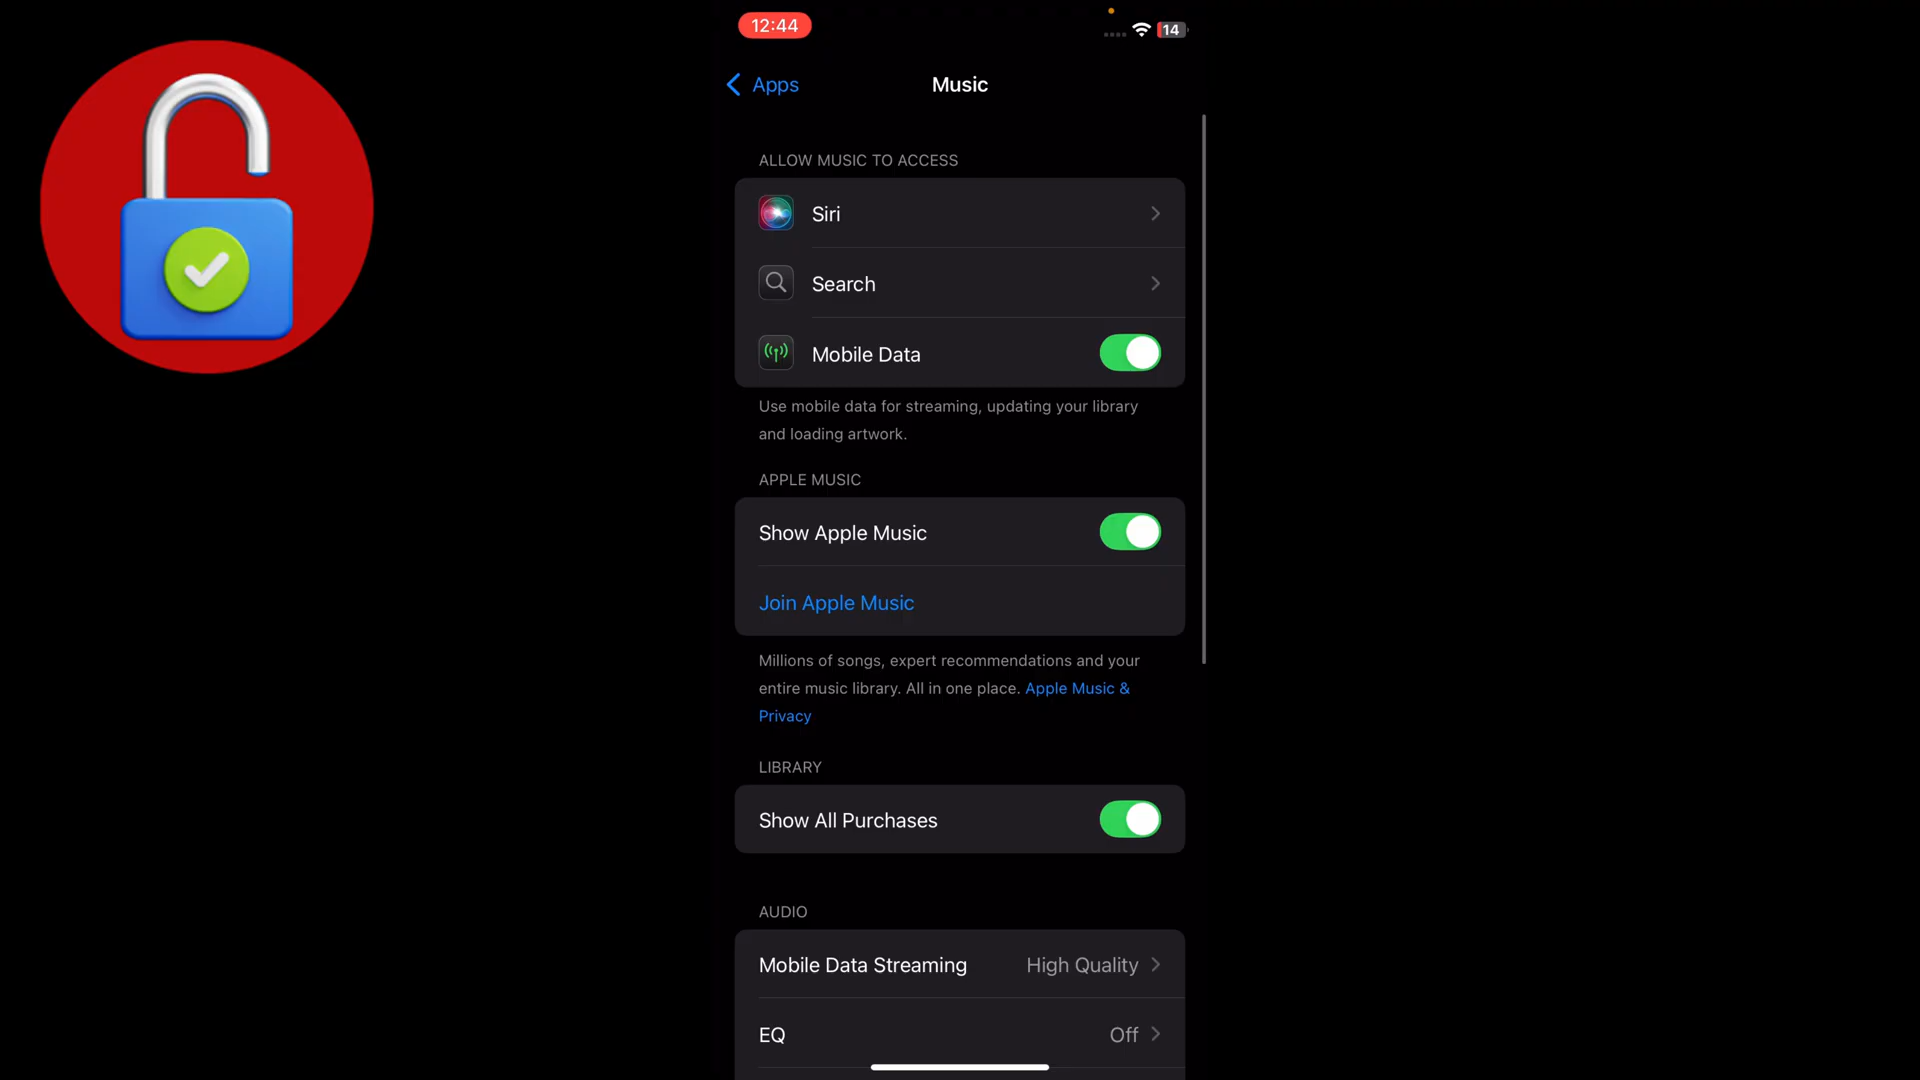 12:44
14
Apps
Music
ALLOW MUSIC TO ACCESS
Siri
Search
Mobile Data
Use mobile data for streaming, updating your library
and loading artwork.
APPLE MUSIC
Show Apple Music
Join Apple Music
Millions of songs, expert recommendations and your
entire music library. All in one place. Apple Music &
Privacy
LIBRARY
Show All Purchases
AUDIO
Mobile Data Streaming High Quality
EQ Off